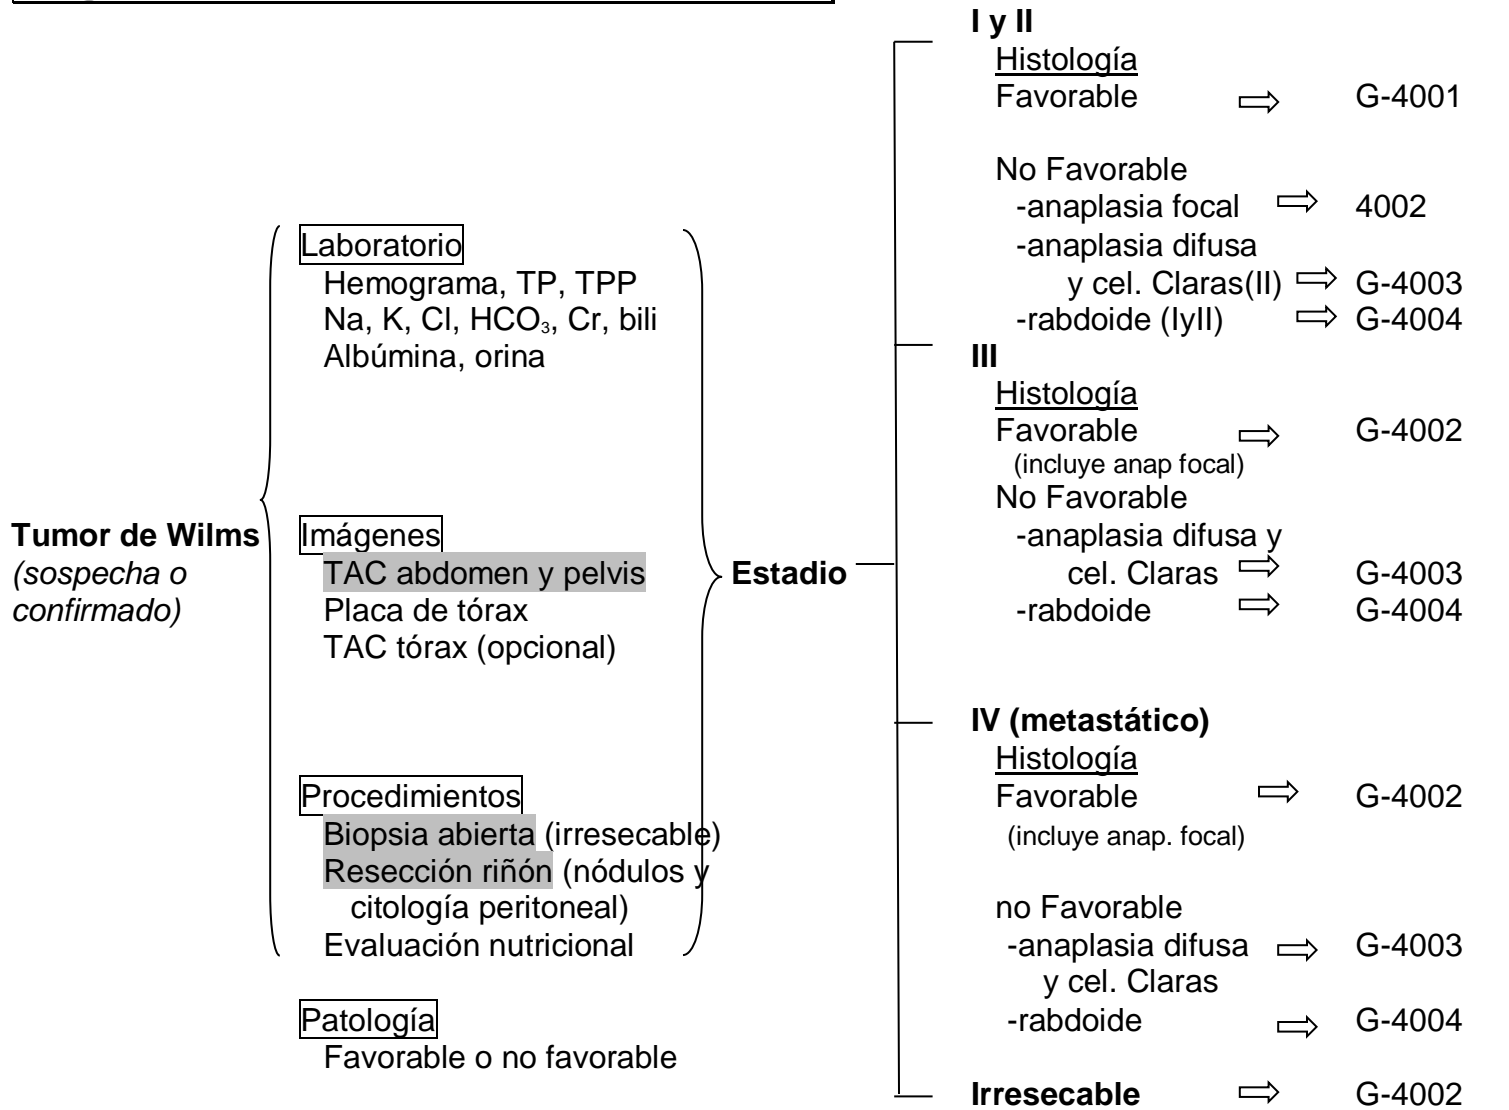 Tumor de Wilms
(sospecha o
confirmado)
Laboratorio
Hemograma, TP, TPP
Na, K, Cl, HCO₃, Cr, bili
Albúmina, orina
Imágenes
TAC abdomen y pelvis
Placa de tórax
TAC tórax (opcional)
Procedimientos
Biopsia abierta (irresecable)
Resección riñón (nódulos y
citología peritoneal)
Evaluación nutricional
Patología
Favorable o no favorable
Estadio
I y II
Histología
Favorable ⇨ G-4001
No Favorable
-anaplasia focal ⇨ 4002
-anaplasia difusa
y cel. Claras(II) ⇨ G-4003
-rabdoide (IyII) ⇨ G-4004
III
Histología
Favorable ⇨ G-4002
(incluye anap focal)
No Favorable
-anaplasia difusa y
cel. Claras ⇨ G-4003
-rabdoide ⇨ G-4004
IV (metastático)
Histología
Favorable ⇨ G-4002
(incluye anap. focal)
no Favorable
-anaplasia difusa ⇨ G-4003
y cel. Claras
-rabdoide ⇨ G-4004
Irresecable ⇨ G-4002